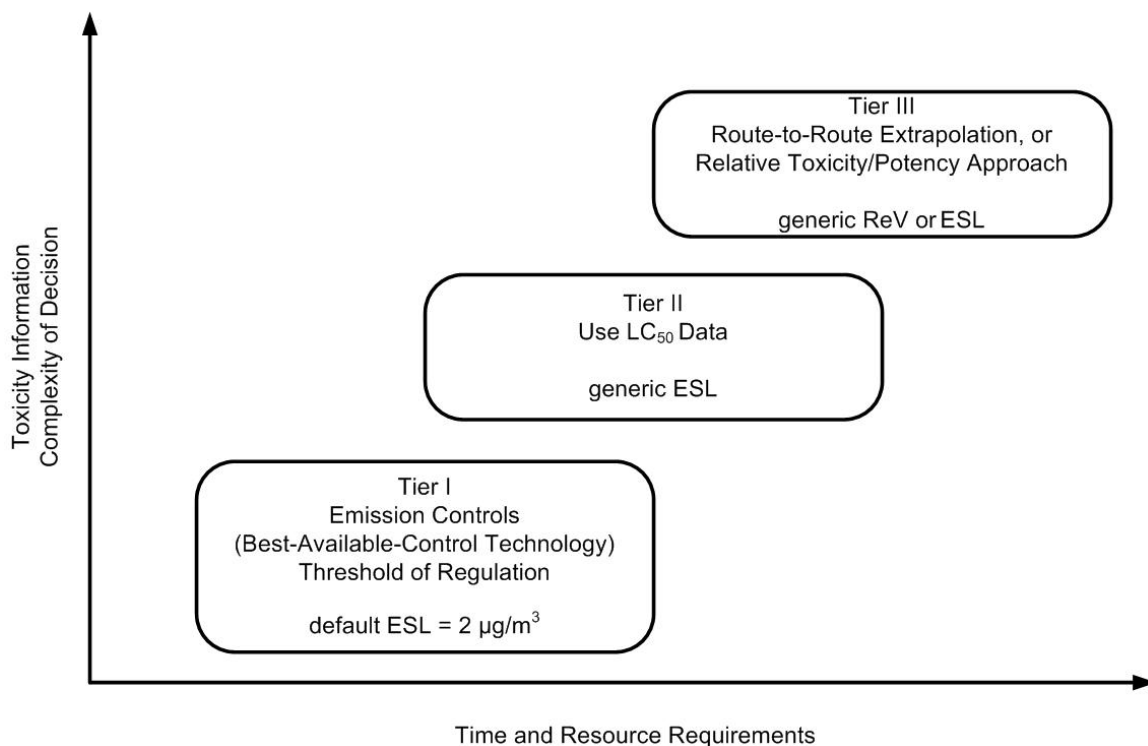 Toxicity Information
Complexity of Decision
Tier III
Route-to-Route Extrapolation, or
Relative Toxicity/Potency Approach
generic ReV or ESL
Tier II
Use LC₅₀ Data
generic ESL
Tier I
Emission Controls
(Best-Available-Control Technology)
Threshold of Regulation
default ESL = 2 µg/m³
Time and Resource Requirements